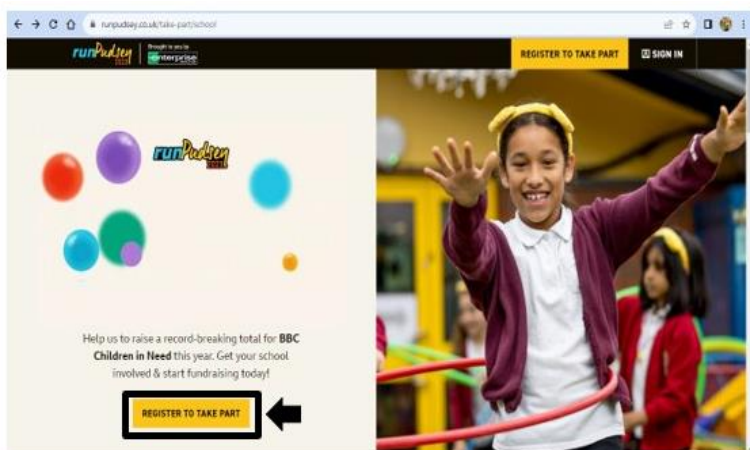 runpudsey.co.uk/take-part/school
runPudsey
Brought to you by
enterprise
REGISTER TO TAKE PART
SIGN IN
runPudsey
Help us to raise a record-breaking total for BBC
Children in Need this year. Get your school
involved & start fundraising today!
REGISTER TO TAKE PART